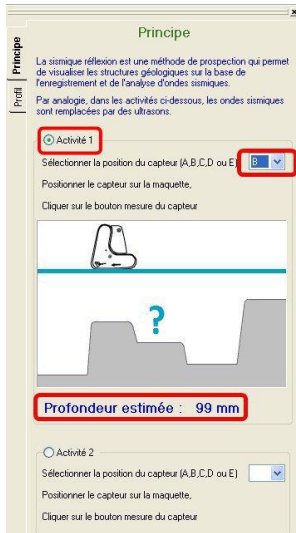 Principe
Principe
Profil
La sismique réflexion est une méthode de prospection qui permet
de visualiser les structures géologiques sur la base de
l'enregistrement et de l'analyse d'ondes sismiques.
Par analogie, dans les activités ci-dessous, les ondes sismiques
sont remplacées par des ultrasons.
Activité 1
Sélectionner la position du capteur (A,B,C,D ou E) B
Positionner le capteur sur la maquette,
Cliquer sur le bouton mesure du capteur
?
Profondeur estimée : 99 mm
Activité 2
Sélectionner la position du capteur (A,B,C,D ou E)
Positionner le capteur sur la maquette,
Cliquer sur le bouton mesure du capteur